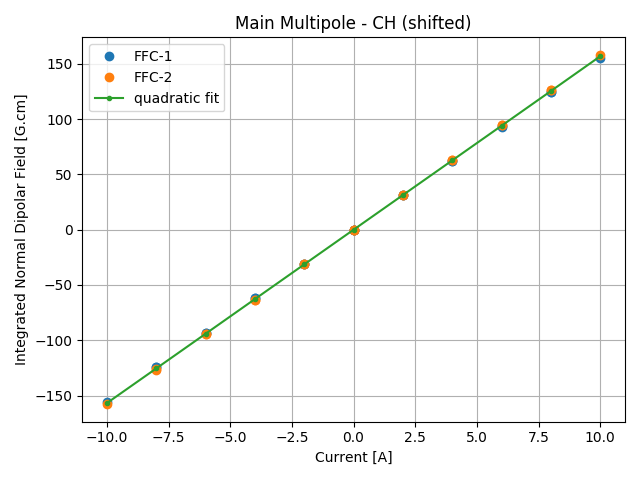 Main Multipole - CH (shifted)
FFC-1
FFC-2
quadratic fit
Integrated Normal Dipolar Field [G.cm]
150
100
50
0
−50
−100
−150
−10.0 −7.5 −5.0 −2.5 0.0 2.5 5.0 7.5 10.0
Current [A]